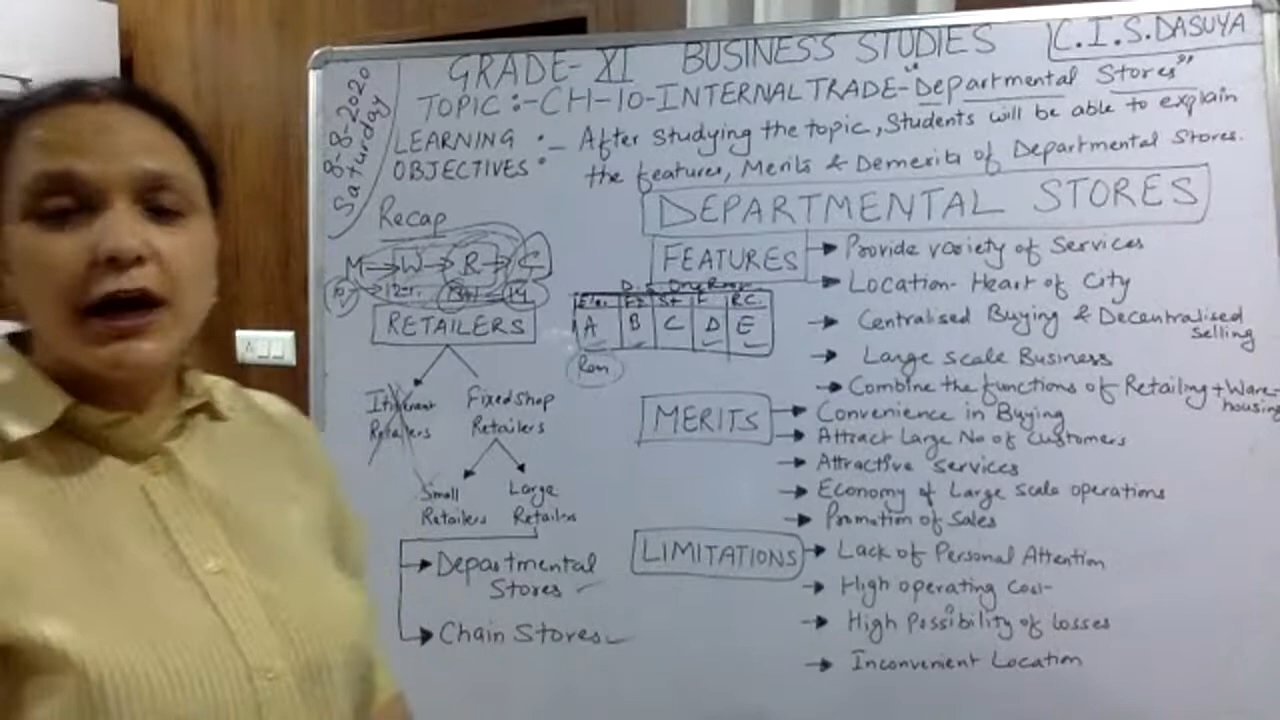 GRADE- XI BUSINESS STUDIES C.I.S. DASUYA
8-8-2020
Saturday
TOPIC :- CH-10- INTERNAL TRADE- "Departmental Stores"
LEARNING OBJECTIVES :- After studying the topic, Students will be able to explain
the features, Merits & Demerits of Departmental Stores.
Recap
M → W → R → C
RETAILERS
Itinerant Retailers
Fixed Shop Retailers
Small Retailers
Large Retailers
Departmental Stores
Chain Stores
DEPARTMENTAL STORES
A B C D E
FEATURES
Provide variety of Services
Location- Heart of City
Centralised Buying & Decentralised selling
Large scale Business
Combine the functions of Retailing + Ware-housing
MERITS
Convenience in Buying
Attract Large No of customers
Attractive services
Economy of Large scale operations
Promotion of Sales
LIMITATIONS
Lack of Personal Attention
High operating Cost
High Possibility of losses
Inconvenient Location